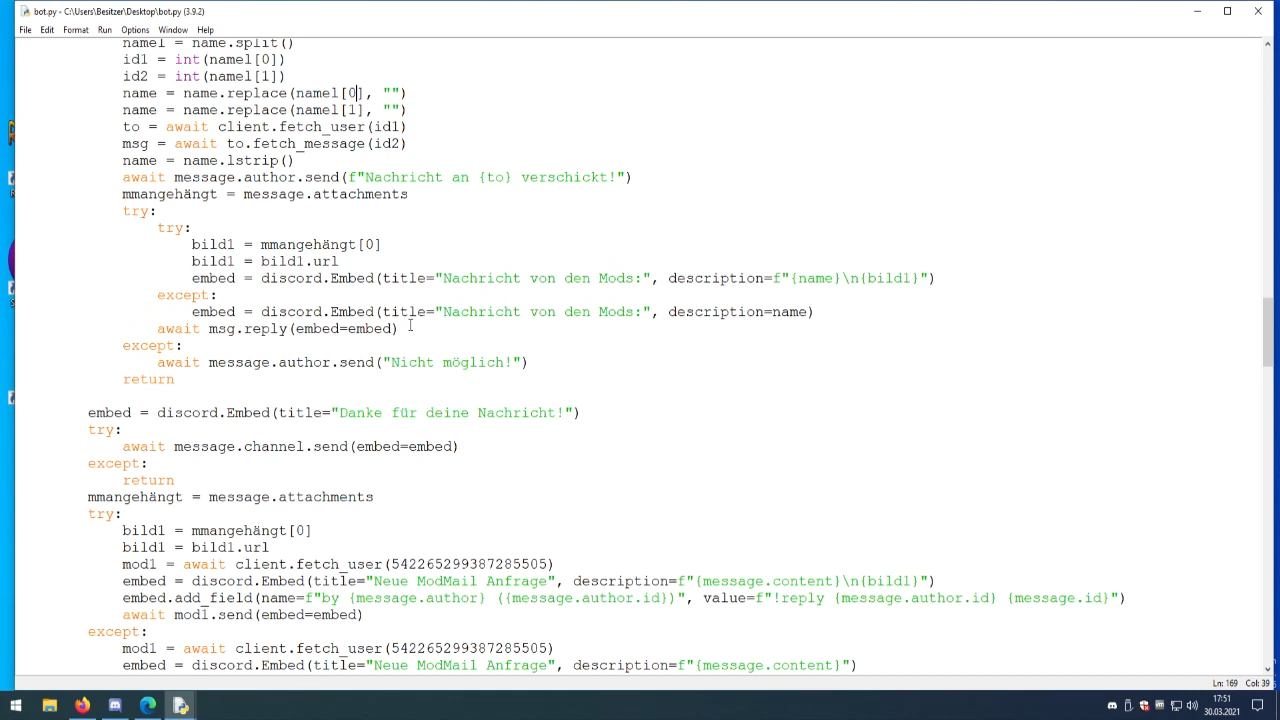 bot.py - C:\Users\Besitzer\Desktop\bot.py (3.9.2)
File Edit Format Run Options Window Help
namel = name.split()
id1 = int(namel[0])
id2 = int(namel[1])
name = name.replace(namel[0], "")
name = name.replace(namel[1], "")
to = await client.fetch_user(id1)
msg = await to.fetch_message(id2)
name = name.lstrip()
await message.author.send(f"Nachricht an {to} verschickt!")
mmangehängt = message.attachments
try:
try:
bild1 = mmangehängt[0]
bild1 = bild1.url
embed = discord.Embed(title="Nachricht von den Mods:", description=f"{name}\n{bild1}")
except:
embed = discord.Embed(title="Nachricht von den Mods:", description=name)
await msg.reply(embed=embed)
except:
await message.author.send("Nicht möglich!")
return
embed = discord.Embed(title="Danke für deine Nachricht!")
try:
await message.channel.send(embed=embed)
except:
return
mmangehängt = message.attachments
try:
bild1 = mmangehängt[0]
bild1 = bild1.url
mod1 = await client.fetch_user(542265299387285505)
embed = discord.Embed(title="Neue ModMail Anfrage", description=f"{message.content}\n{bild1}")
embed.add_field(name=f"by {message.author} ({message.author.id})", value=f"!reply {message.author.id} {message.id}")
await mod1.send(embed=embed)
except:
mod1 = await client.fetch_user(542265299387285505)
embed = discord.Embed(title="Neue ModMail Anfrage", description=f"{message.content}")
Ln: 169 Col: 39
17:51
30.03.2021